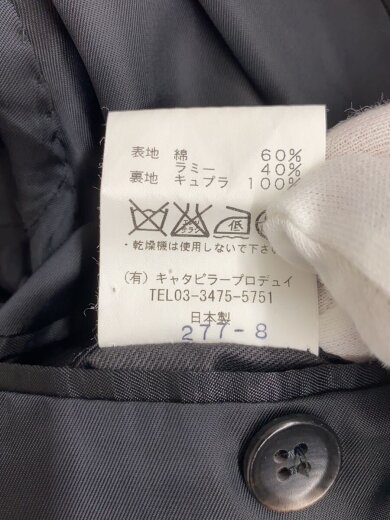 表地 綿 60%
ラミー 40%
裏地 キュプラ 100%
低
・乾燥機は使用しないで下さい
(有) キャタピラープロデュイ
TEL03-3475-5751
日本製
277-8